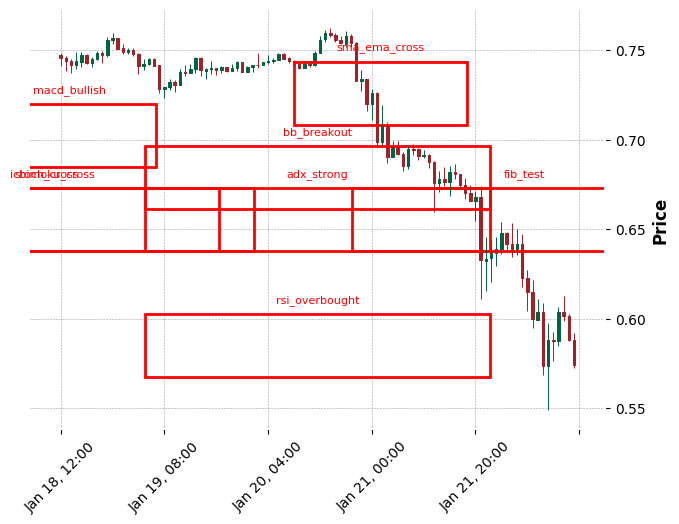 sma_ema_cross
0.75
macd_bullish
bb_breakout
0.70
adx_strong
fib_test
0.65
Price
rsi_overbought
0.60
0.55
Jan 18, 12:00
Jan 19, 08:00
Jan 20, 04:00
Jan 21, 00:00
Jan 21, 20:00